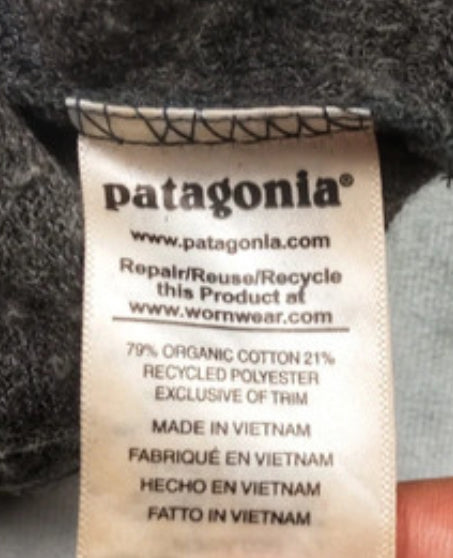 patagonia®
www.patagonia.com
Repair/Reuse/Recycle
this Product at
www.wornwear.com
79% ORGANIC COTTON 21%
RECYCLED POLYESTER
EXCLUSIVE OF TRIM
MADE IN VIETNAM
FABRIQUÉ EN VIETNAM
HECHO EN VIETNAM
FATTO IN VIETNAM